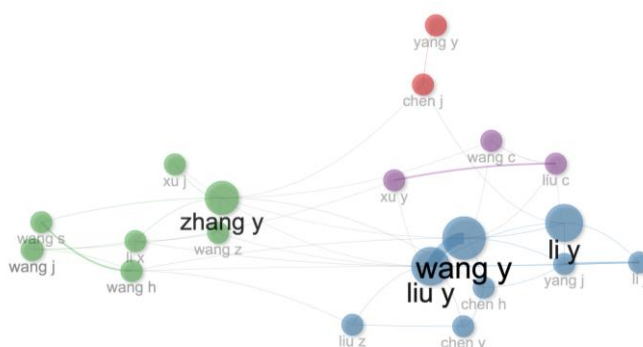 yang y
chen j
wang c
xu j
liu c
xu y
zhang y
wang s
wang z
li x
wang j
li y
wang h
wang y
yang j
liu y
chen h
liu z
chen y